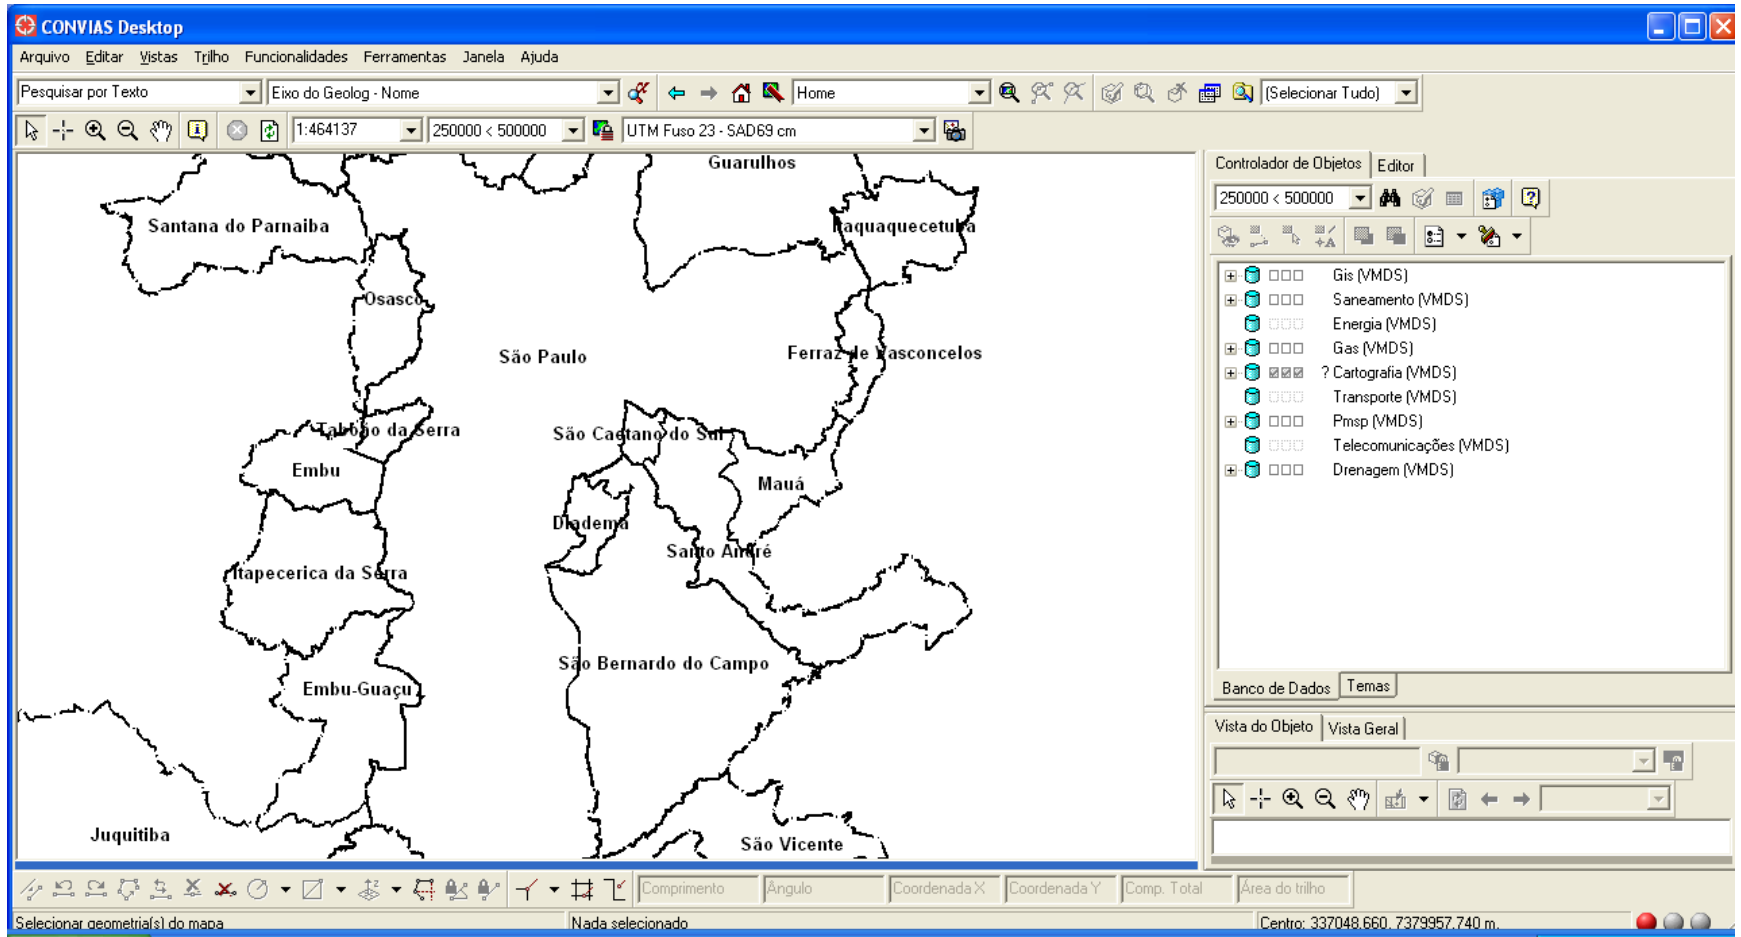 CONVIAS Desktop
Arquivo Editar Vistas Trilho Funcionalidades Ferramentas Janela Ajuda
Pesquisar por Texto Eixo do Geolog - Nome Home (Selecionar Tudo)
1:464137 250000 < 500000 UTM Fuso 23 - SAD69 cm
Guarulhos
Santana do Parnaiba
Itaquaquecetuba
Osasco
São Paulo
Ferraz de Vasconcelos
Taboão da Serra
São Caetano do Sul
Embu
Mauá
Diadema
Santo André
Itapecerica da Serra
São Bernardo do Campo
Embu-Guaçu
Juquitiba
São Vicente
Controlador de Objetos Editor
250000 < 500000
Gis (VMDS)
Saneamento (VMDS)
Energia (VMDS)
Gas (VMDS)
? Cartografia (VMDS)
Transporte (VMDS)
Pmsp (VMDS)
Telecomunicações (VMDS)
Drenagem (VMDS)
Banco de Dados Temas
Vista do Objeto Vista Geral
Comprimento Ângulo Coordenada X Coordenada Y Comp. Total Área do trilho
Selecionar geometria(s) do mapa Nada selecionado Centro: 337048,660, 7379957,740 m.